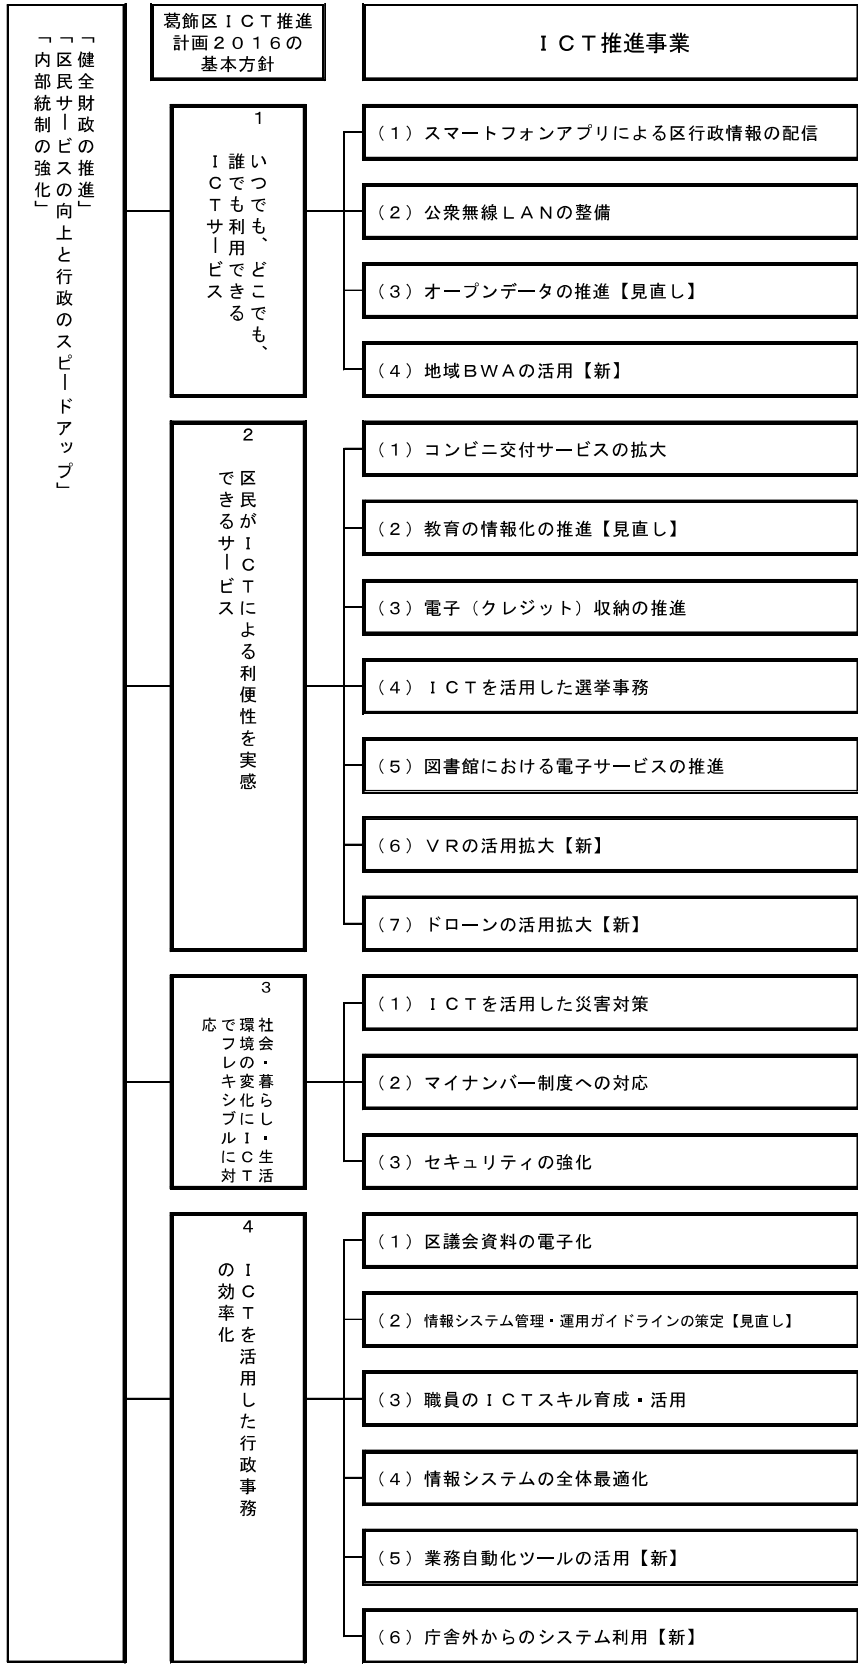 「健全財政の推進」
「区民サービスの向上と行政のスピードアップ」
「内部統制の強化」
葛飾区ＩＣＴ推進
計画２０１６の
基本方針
ＩＣＴ推進事業
１
いつでも、どこでも、
誰でも利用できる
ＩＣＴサービス
（１）スマートフォンアプリによる区行政情報の配信
（２）公衆無線ＬＡＮの整備
（３）オープンデータの推進【見直し】
（４）地域ＢＷＡの活用【新】
２
区民がＩＣＴによる利便性を実感
できるサービス
（１）コンビニ交付サービスの拡大
（２）教育の情報化の推進【見直し】
（３）電子（クレジット）収納の推進
（４）ＩＣＴを活用した選挙事務
（５）図書館における電子サービスの推進
（６）ＶＲの活用拡大【新】
（７）ドローンの活用拡大【新】
３
社会・暮らし・生活
環境の変化にＩＣＴ
でフレキシブルに対
応
（１）ＩＣＴを活用した災害対策
（２）マイナンバー制度への対応
（３）セキュリティの強化
４
ＩＣＴを活用した行政事務
の効率化
（１）区議会資料の電子化
（２）情報システム管理・運用ガイドラインの策定【見直し】
（３）職員のＩＣＴスキル育成・活用
（４）情報システムの全体最適化
（５）業務自動化ツールの活用【新】
（６）庁舎外からのシステム利用【新】